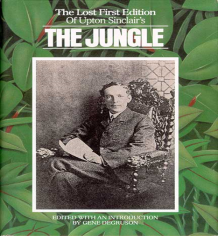 The Lost First Edition
Of Upton Sinclair's
THE JUNGLE
EDITED WITH AN INTRODUCTION
BY GENE DEGRUSON